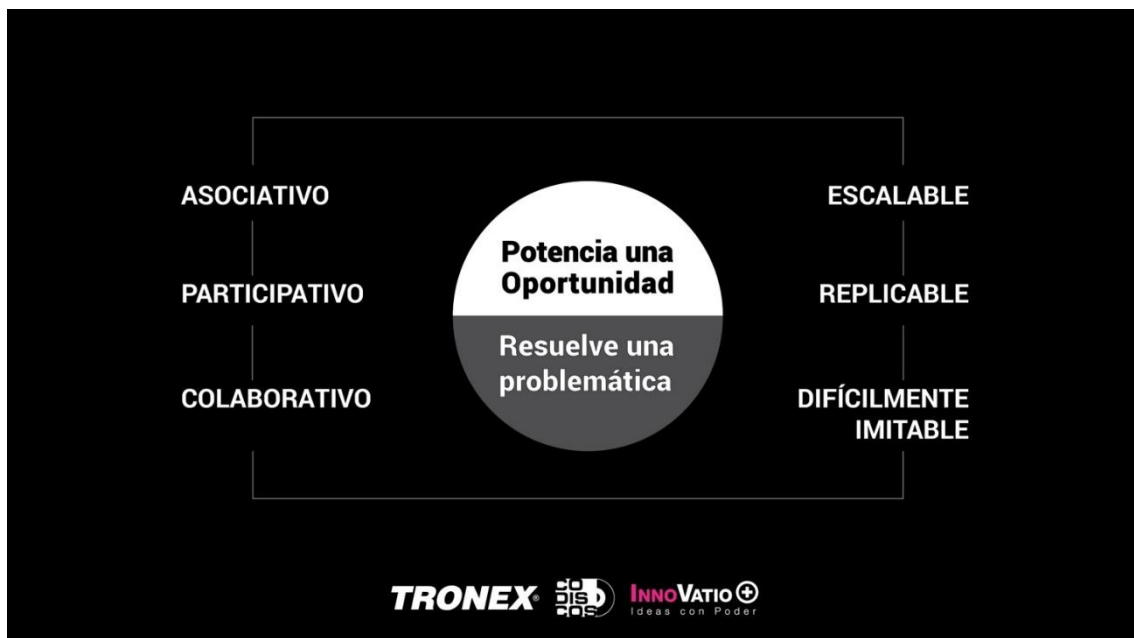 ASOCIATIVO
PARTICIPATIVO
COLABORATIVO
Potencia una
Oportunidad
Resuelve una
problemática
ESCALABLE
REPLICABLE
DIFÍCILMENTE
IMITABLE
TRONEX®
CO
DIS
COS
INNOVATIO
Ideas con Poder